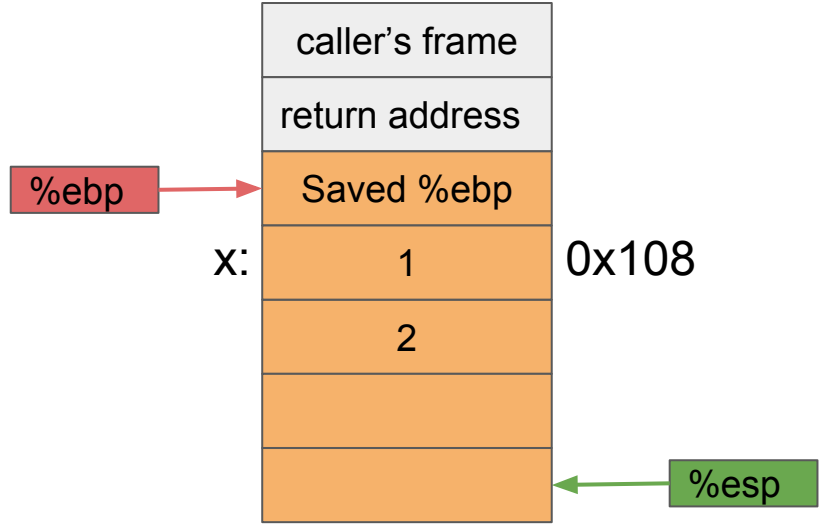 caller’s frame
return address
%ebp
Saved %ebp
x:
1
0x108
2
%esp